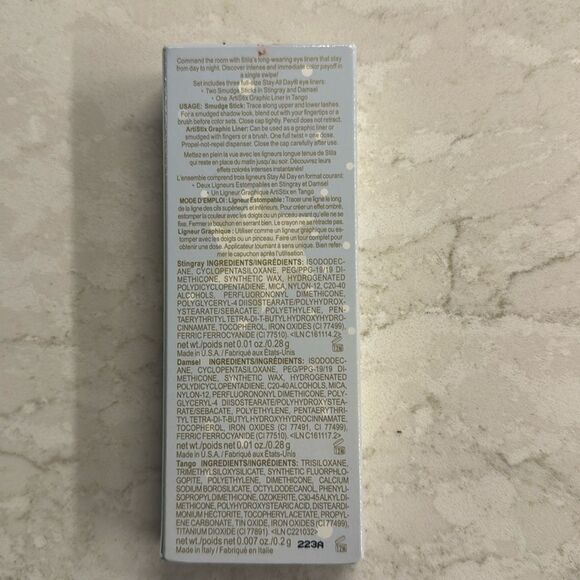 Command the room with Stila's long-wearing eye liners that stay
from day to night. Discover intense and immediate color payoff in
a single swipe!
Set includes three full-size Stay All Day® eye liners:
• Two Smudge Sticks in Stingray and Damsel
• One ArtiStix Graphic Liner in Tango
USAGE: Smudge Stick: Trace along upper and lower lashes.
For a smudged shadow look, blend out with your fingertips or a
brush before color sets. Close cap tightly. Pencil does not retract.
ArtiStix Graphic Liner: Can be used as a graphic liner or
smudged with fingers or a brush. One full twist = one dose.
Propel-not-repel dispenser. Close the cap carefully after use.
Mettez en plein la vue avec les ligneurs longue tenue de Stila
qui reste en place du matin jusqu'au soir. Découvrez leurs
effets colorés intenses instantanés!
L'ensemble comprend trois ligneurs Stay All Day en format courant:
• Deux Ligneurs Estompables en Stingray et Damsel
• Un Ligneur Graphique ArtiStix en Tango
MODE D'EMPLOI : Ligneur Estompable: Tracer une ligne le long
de la ligne des cils supérieurs et inférieurs. Pour créer un effet ombré,
estomper la couleur avec les doigts ou un pinceau avant qu'elle ne se
fixe. Fermer le bouchon en serrant bien. Le crayon ne se rétracte pas.
Ligneur Graphique : Utiliser comme un ligneur graphique ou es-
tomper avec les doigts ou un pinceau. Faire un tour complet pour
obtenir une dose. Applicateur tournant à sens unique. Bien refer-
mer le capuchon après l'utilisation.
Stingray INGREDIENTS/INGRÉDIENTS: ISODODEC-
ANE, CYCLOPENTASILOXANE, PEG/PPG-19/19 DI-
METHICONE, SYNTHETIC WAX, HYDROGENATED
POLYDICYCLOPENTADIENE, MICA, NYLON-12, C20-40
ALCOHOLS, PERFLUORONONYL DIMETHICONE,
POLYGLYCERYL-4 DIISOSTEARATE/POLYHYDROX-
YSTEARATE/SEBACATE, POLYETHYLENE, PEN-
TAERYTHRITYL TETRA-DI-T-BUTYL HYDROXYHYDRO-
CINNAMATE, TOCOPHEROL, IRON OXIDES (CI 77499),
FERRIC FERROCYANIDE (CI 77510). <ILN C161114.2>
net wt./poids net 0.01 oz./0.28 g
Made in U.S.A. / Fabriqué aux États-Unis
Damsel INGREDIENTS/INGRÉDIENTS: ISODODEC-
ANE, CYCLOPENTASILOXANE, PEG/PPG-19/19 DI-
METHICONE, SYNTHETIC WAX, HYDROGENATED
POLYDICYCLOPENTADIENE, C20-40 ALCOHOLS, MICA,
NYLON-12, PERFLUORONONYL DIMETHICONE, POLY-
GLYCERYL-4 DIISOSTEARATE/POLYHYDROXYSTEA-
RATE/SEBACATE, POLYETHYLENE, PENTAERYTHRI-
TYL TETRA-DI-T-BUTYL HYDROXYHYDROCINNAMATE,
TOCOPHEROL, IRON OXIDES (CI 77491, CI 77499),
FERRIC FERROCYANIDE (CI 77510). <ILN C161117.2>
net wt./poids net 0.01 oz./0.28 g
Made in U.S.A. / Fabriqué aux États-Unis
Tango INGREDIENTS/INGRÉDIENTS: TRISILOXANE,
TRIMETHYLSILOXYSILICATE, SYNTHETIC FLUORPHLO-
GOPITE, POLYETHYLENE, DIMETHICONE, CALCIUM
SODIUM BOROSILICATE, OCTYLDODECANOL, PHENYLI-
SOPROPYL DIMETHICONE, OZOKERITE, C30-45 ALKYL DI-
METHICONE, POLYHYDROXYSTEARIC ACID, DISTEARDI-
MONIUM HECTORITE, TOCOPHERYL ACETATE, PROPYL-
ENE CARBONATE, TIN OXIDE, IRON OXIDES (CI 77499),
TITANIUM DIOXIDE (CI 77891). <ILN C221032>
net wt./poids net 0.007 oz./0.2 g
Made in Italy / Fabriqué en Italie
223A